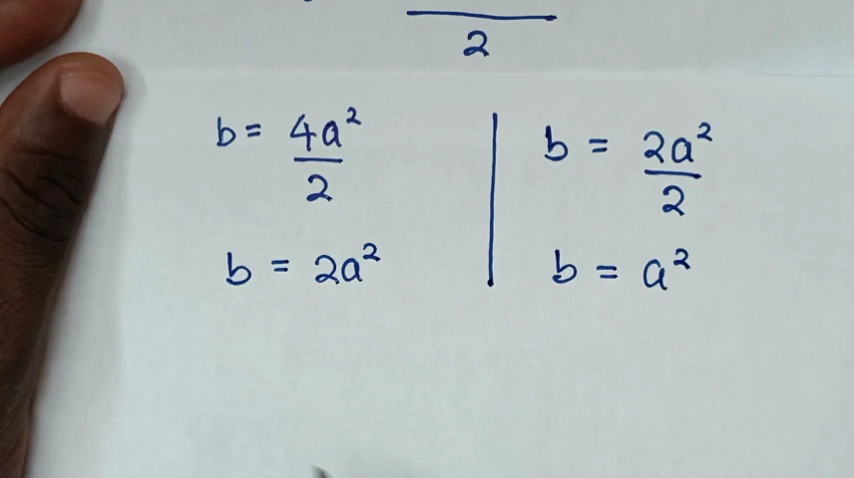 2
b = 4a²/2
b = 2a²
b = 2a²/2
b = a²